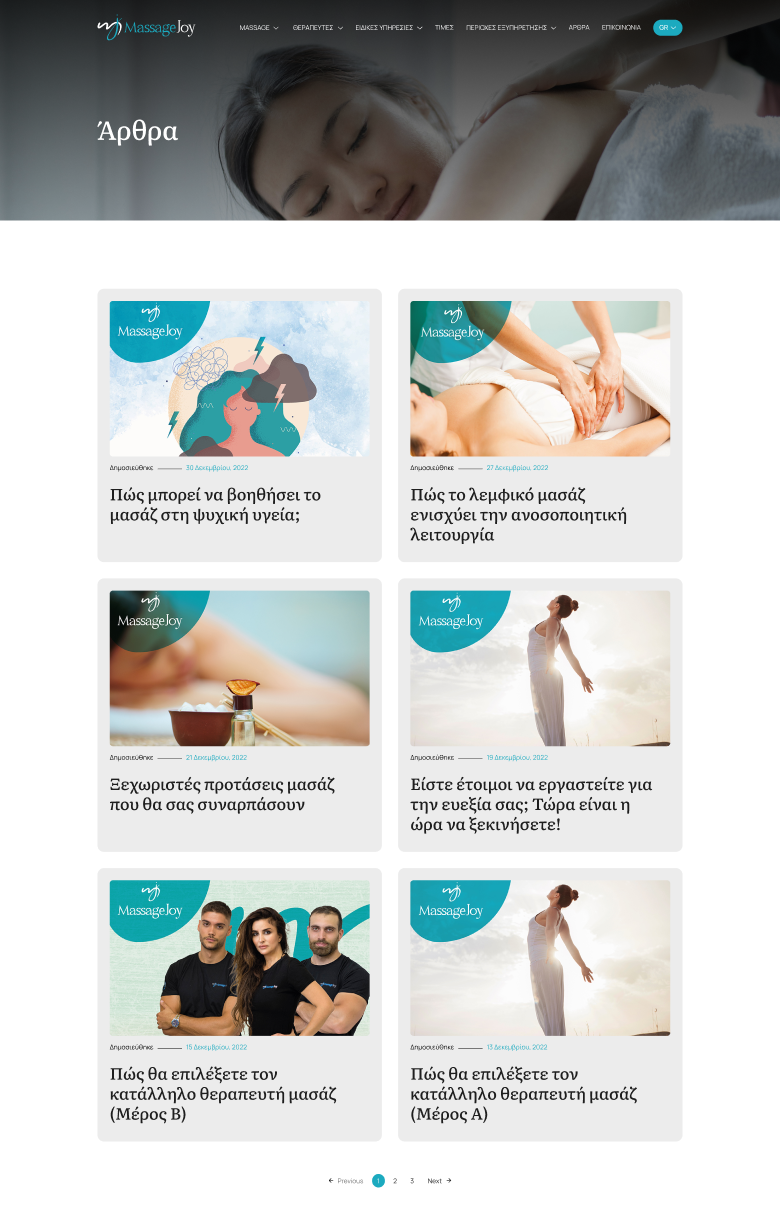 MassageJoy
MASSAGE ΘΕΡΑΠΕΥΤΕΣ ΕΙΔΙΚΕΣ ΥΠΗΡΕΣΙΕΣ ΤΙΜΕΣ ΠΕΡΙΟΧΕΣ ΕΞΥΠΗΡΕΤΗΣΗΣ ΑΡΘΡΑ ΕΠΙΚΟΙΝΩΝΙΑ GR
Άρθρα
MassageJoy
Δημοσιεύθηκε 30 Δεκεμβρίου, 2022
Πώς μπορεί να βοηθήσει το
μασάζ στη ψυχική υγεία;
MassageJoy
Δημοσιεύθηκε 27 Δεκεμβρίου, 2022
Πώς το λεμφικό μασάζ
ενισχύει την ανοσοποιητική
λειτουργία
MassageJoy
Δημοσιεύθηκε 21 Δεκεμβρίου, 2022
Ξεχωριστές προτάσεις μασάζ
που θα σας συναρπάσουν
MassageJoy
Δημοσιεύθηκε 19 Δεκεμβρίου, 2022
Είστε έτοιμοι να εργαστείτε για
την ευεξία σας; Τώρα είναι η
ώρα να ξεκινήσετε!
MassageJoy
Δημοσιεύθηκε 15 Δεκεμβρίου, 2022
Πώς θα επιλέξετε τον
κατάλληλο θεραπευτή μασάζ
(Μέρος Β)
MassageJoy
Δημοσιεύθηκε 13 Δεκεμβρίου, 2022
Πώς θα επιλέξετε τον
κατάλληλο θεραπευτή μασάζ
(Μέρος Α)
← Previous 1 2 3 Next →